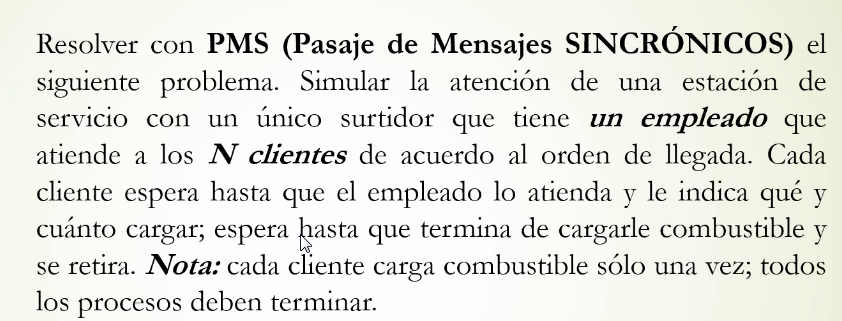 Resolver con PMS (Pasaje de Mensajes SINCRÓNICOS) el
siguiente problema. Simular la atención de una estación de
servicio con un único surtidor que tiene un empleado que
atiende a los N clientes de acuerdo al orden de llegada. Cada
cliente espera hasta que el empleado lo atienda y le indica qué y
cuánto cargar; espera hasta que termina de cargarle combustible y
se retira. Nota: cada cliente carga combustible sólo una vez; todos
los procesos deben terminar.